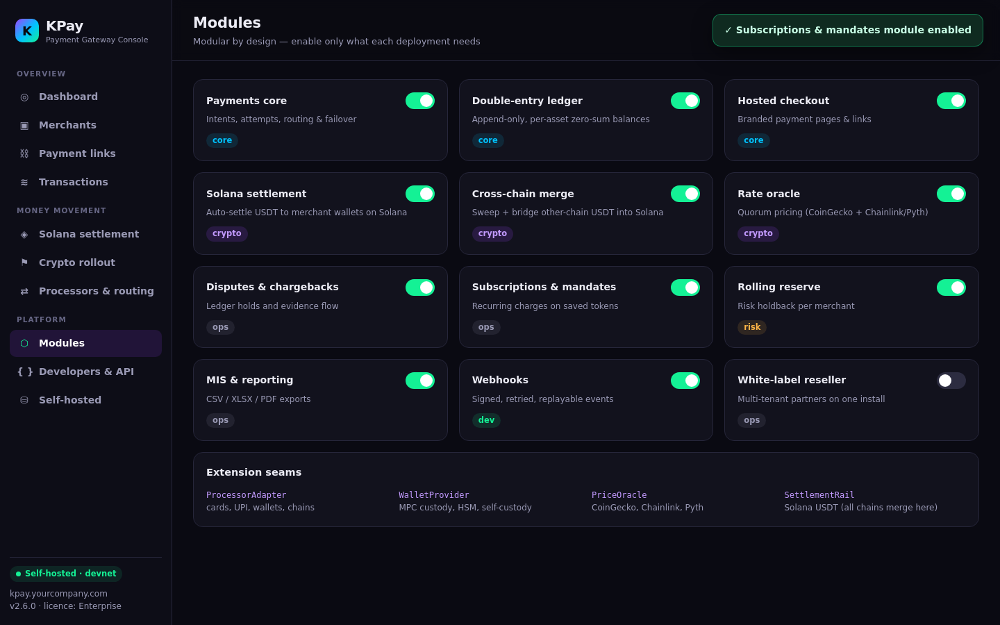 K
KPay
Payment Gateway Console
OVERVIEW
Dashboard
Merchants
Payment links
Transactions
MONEY MOVEMENT
Solana settlement
Crypto rollout
Processors & routing
PLATFORM
Modules
{ } Developers & API
Self-hosted
Self-hosted · devnet
kpay.yourcompany.com
v2.6.0 · licence: Enterprise
Modules
Modular by design — enable only what each deployment needs
✓ Subscriptions & mandates module enabled
Payments core
Intents, attempts, routing & failover
core
Double-entry ledger
Append-only, per-asset zero-sum balances
core
Hosted checkout
Branded payment pages & links
core
Solana settlement
Auto-settle USDT to merchant wallets on Solana
crypto
Cross-chain merge
Sweep + bridge other-chain USDT into Solana
crypto
Rate oracle
Quorum pricing (CoinGecko + Chainlink/Pyth)
crypto
Disputes & chargebacks
Ledger holds and evidence flow
ops
Subscriptions & mandates
Recurring charges on saved tokens
ops
Rolling reserve
Risk holdback per merchant
risk
MIS & reporting
CSV / XLSX / PDF exports
ops
Webhooks
Signed, retried, replayable events
dev
White-label reseller
Multi-tenant partners on one install
ops
Extension seams
ProcessorAdapter
cards, UPI, wallets, chains
WalletProvider
MPC custody, HSM, self-custody
PriceOracle
CoinGecko, Chainlink, Pyth
SettlementRail
Solana USDT (all chains merge here)